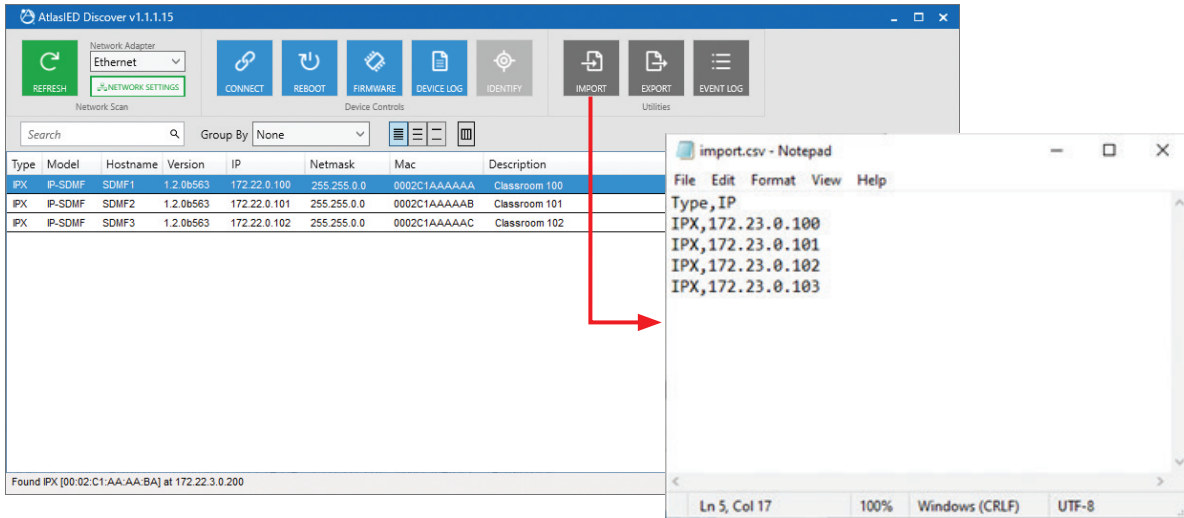 AtlasIED Discover v1.1.1.15
Network Adapter
Ethernet
NETWORK SETTINGS
REFRESH
Network Scan
CONNECT REBOOT FIRMWARE DEVICE LOG IDENTIFY
Device Controls
IMPORT EXPORT EVENT LOG
Utilities
Search Group By None
Type Model Hostname Version IP Netmask Mac Description
IPX IP-SDMF SDMF1 1.2.0b563 172.22.0.100 255.255.0.0 0002C1AAAAAA Classroom 100
IPX IP-SDMF SDMF2 1.2.0b563 172.22.0.101 255.255.0.0 0002C1AAAAAB Classroom 101
IPX IP-SDMF SDMF3 1.2.0b563 172.22.0.102 255.255.0.0 0002C1AAAAAC Classroom 102
Found IPX [00:02:C1:AA:AA:BA] at 172.22.3.0.200
import.csv - Notepad
File Edit Format View Help
Type,IP
IPX,172.23.0.100
IPX,172.23.0.101
IPX,172.23.0.102
IPX,172.23.0.103
Ln 5, Col 17 100% Windows (CRLF) UTF-8